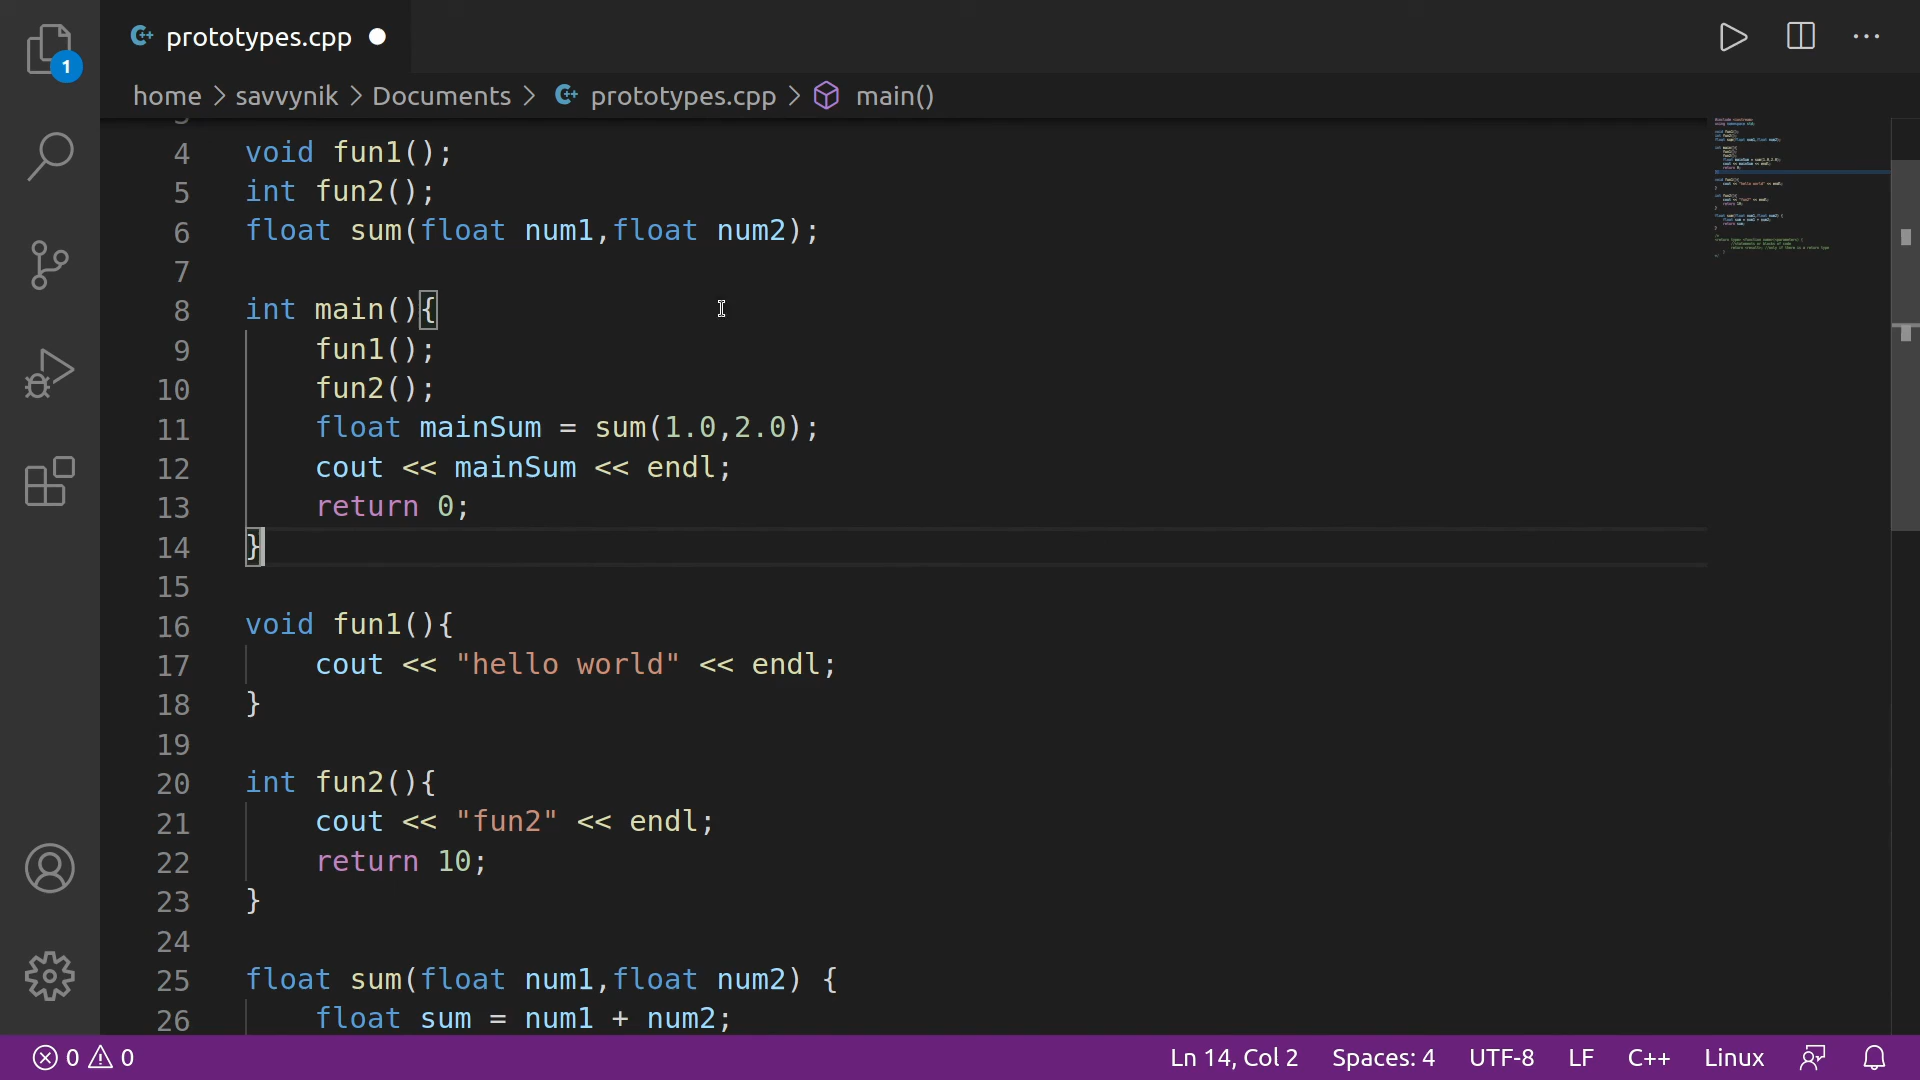 prototypes.cpp
1
home > savvynik > Documents > prototypes.cpp > main()
4 void fun1();
5 int fun2();
6 float sum(float num1,float num2);
7
8 int main(){
9 fun1();
10 fun2();
11 float mainSum = sum(1.0,2.0);
12 cout << mainSum << endl;
13 return 0;
14 }
15
16 void fun1(){
17 cout << "hello world" << endl;
18 }
19
20 int fun2(){
21 cout << "fun2" << endl;
22 return 10;
23 }
24
25 float sum(float num1,float num2) {
26 float sum = num1 + num2;
0 0 Ln 14, Col 2 Spaces: 4 UTF-8 LF C++ Linux